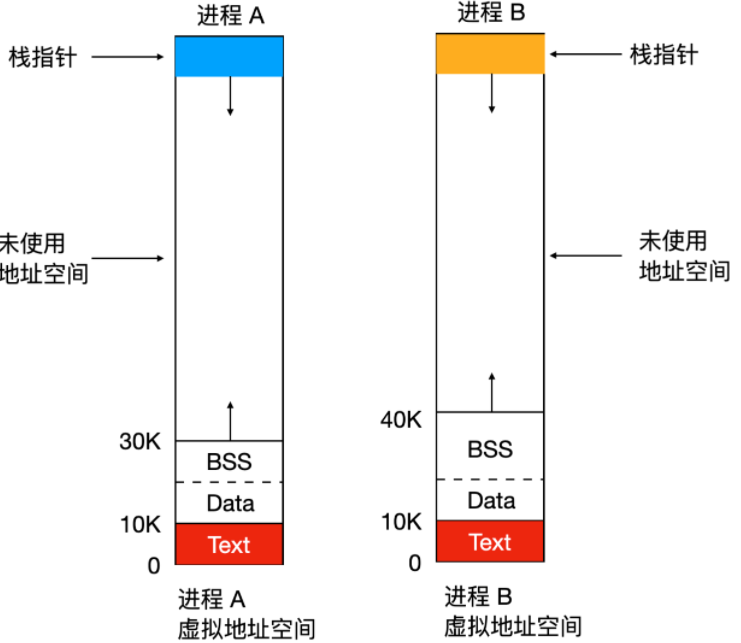 进程 A
栈指针
未使用
地址空间
30K
BSS
Data
10K
Text
0
进程 A
虚拟地址空间
进程 B
栈指针
未使用
地址空间
40K
BSS
Data
10K
Text
0
进程 B
虚拟地址空间